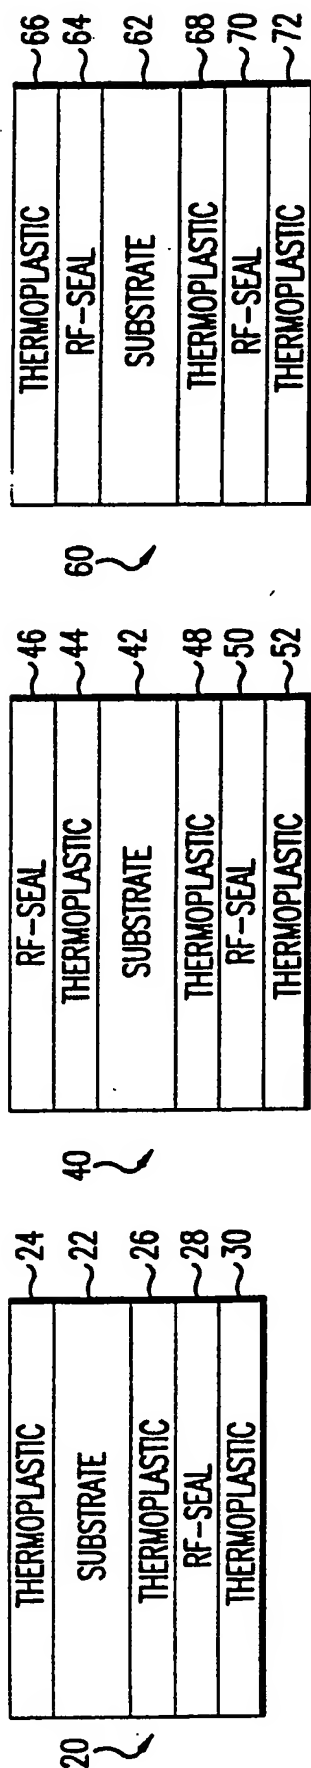 THERMOPLASTIC 66
RF-SEAL 64
SUBSTRATE 62
THERMOPLASTIC 68
RF-SEAL 70
THERMOPLASTIC 72
60
RF-SEAL 46
THERMOPLASTIC 44
SUBSTRATE 42
THERMOPLASTIC 48
RF-SEAL 50
THERMOPLASTIC 52
40
THERMOPLASTIC 24
SUBSTRATE 22
THERMOPLASTIC 26
RF-SEAL 28
THERMOPLASTIC 30
20